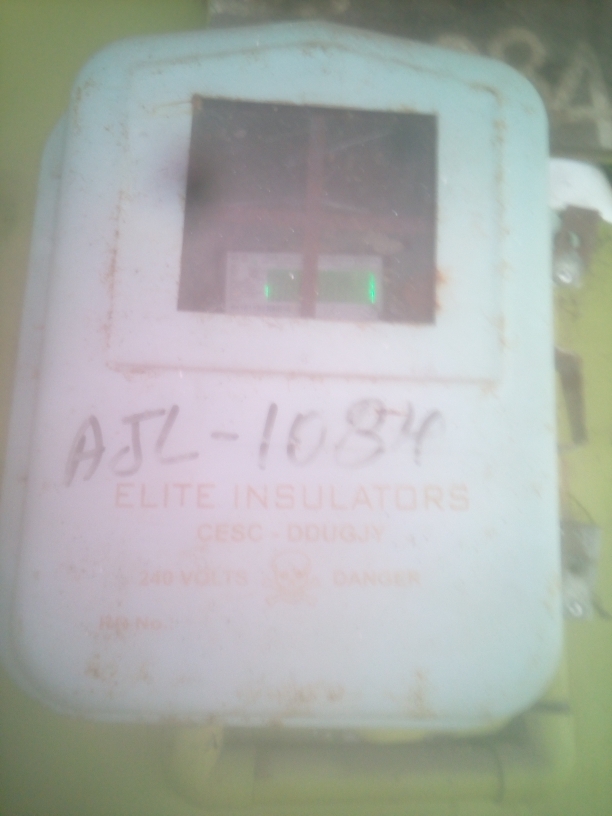 AJL-1084
ELITE INSULATORS
CESC - DDUGJY
240 VOLTS DANGER